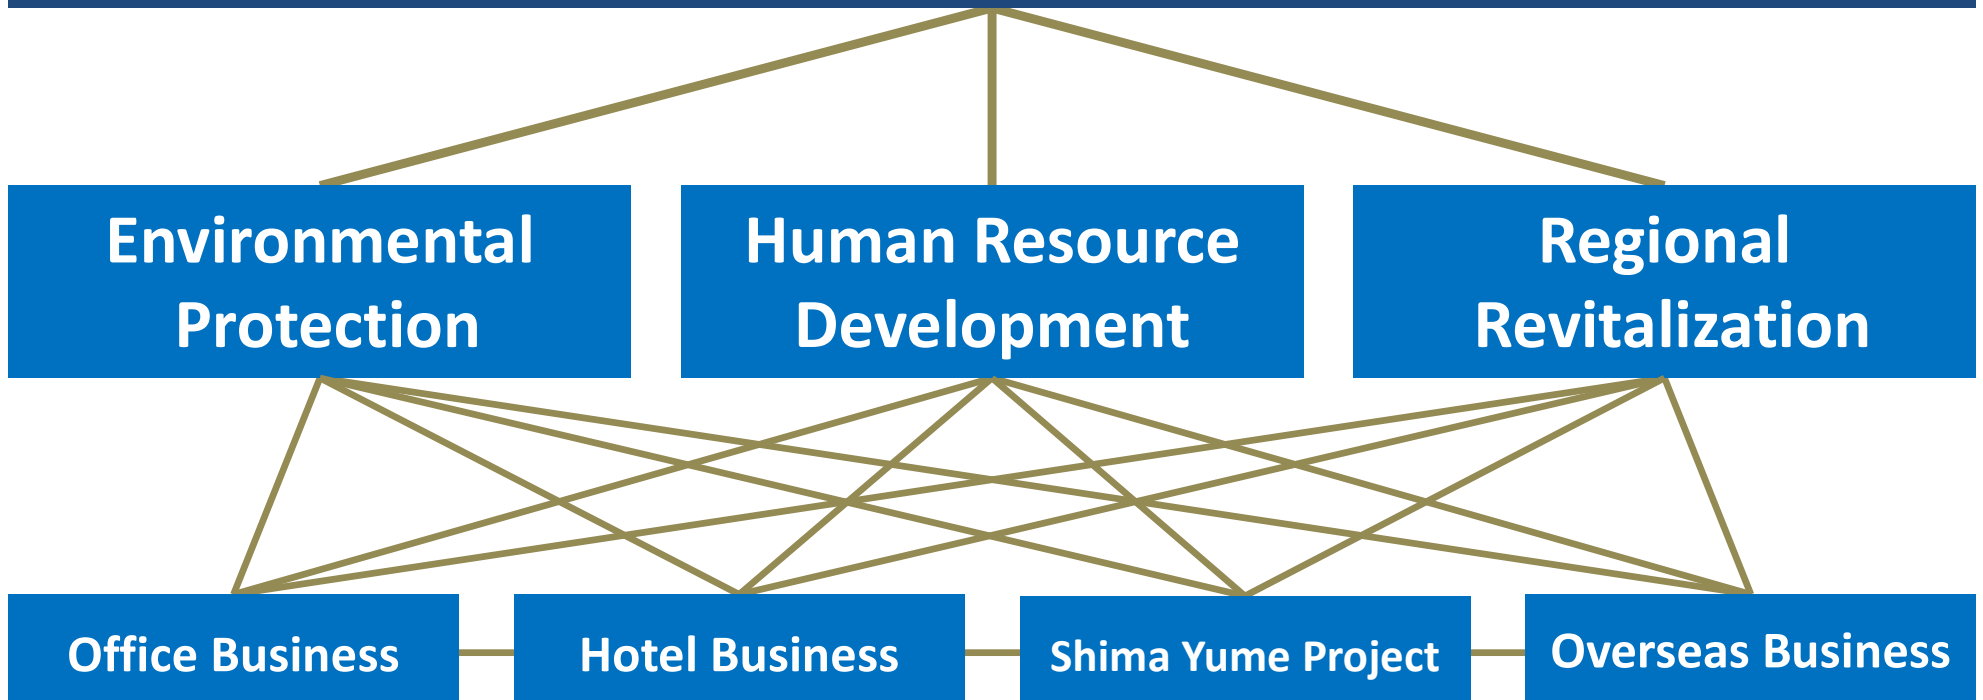 Environmental
Protection
Human Resource
Development
Regional
Revitalization
Office Business
Hotel Business
Shima Yume Project
Overseas Business